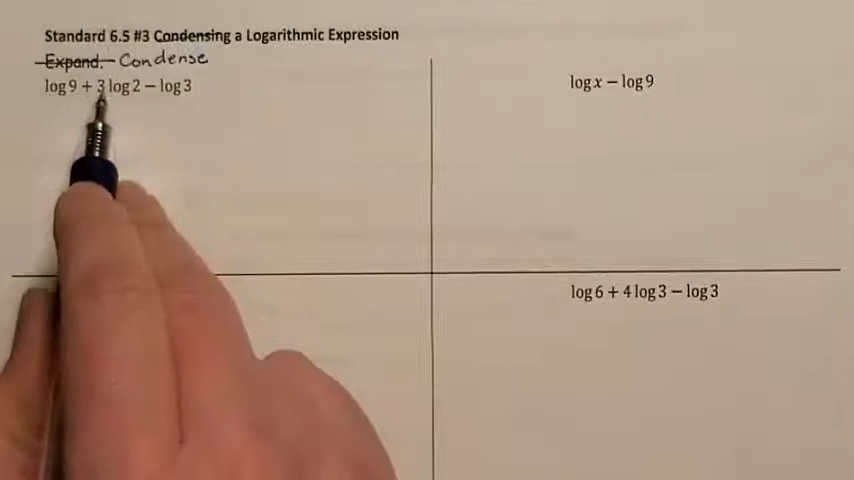 Standard 6.5 #3 Condensing a Logarithmic Expression
Expand. Condense
log 9 + 3 log 2 − log 3
log x − log 9
log 6 + 4 log 3 − log 3